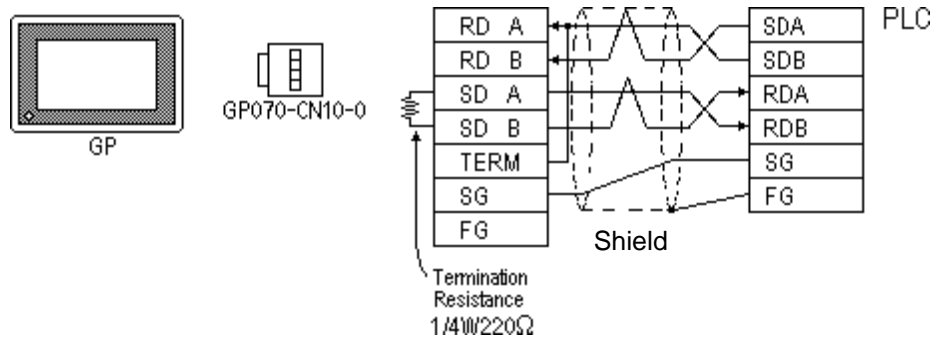 GP
GP070-CN10-0
RD A
RD B
SD A
SD B
TERM
SG
FG
Termination
Resistance
1/4W220Ω
Shield
PLC
SDA
SDB
RDA
RDB
SG
FG